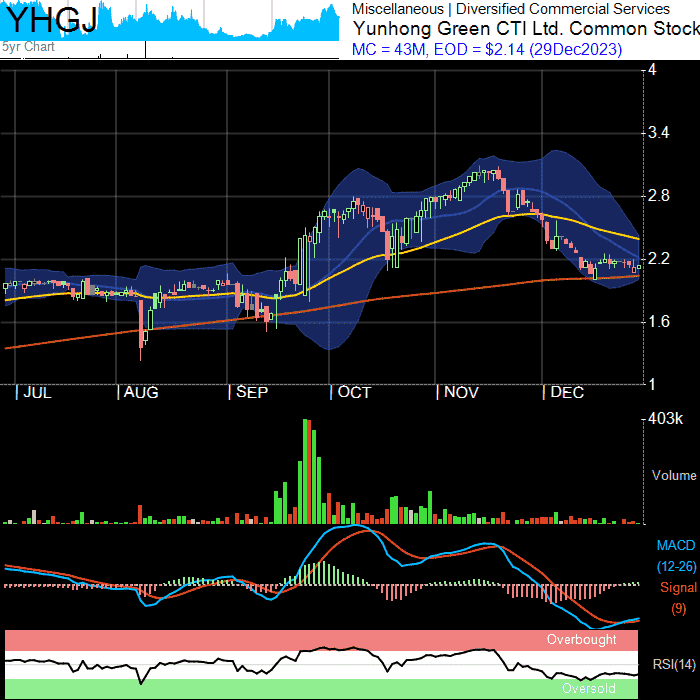 YHGJ
5yr Chart
Miscellaneous | Diversified Commercial Services
Yunhong Green CTI Ltd. Common Stock
MC = 43M, EOD = $2.14 (29Dec2023)
4
3.4
2.8
2.2
1.6
1
| JUL | AUG | SEP | OCT | NOV | DEC
403k
Volume
MACD
(12-26)
Signal
(9)
Overbought
RSI(14)
Oversold